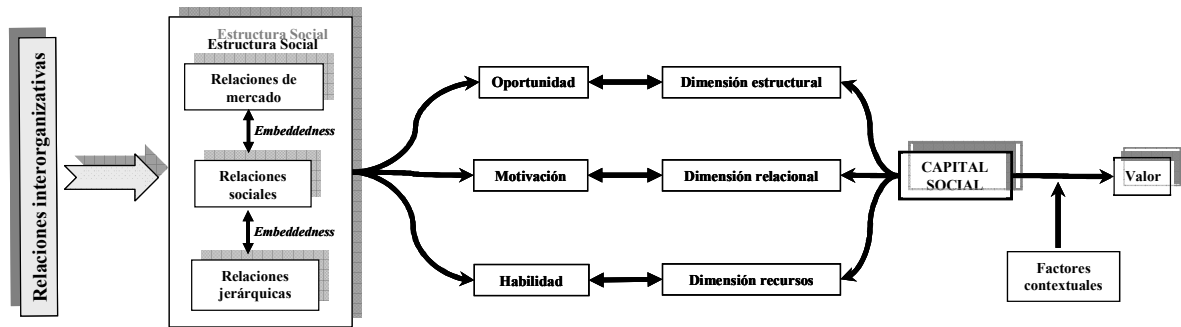 Relaciones interorganizativas
Estructura Social
Estructura Social
Relaciones de
mercado
Embeddedness
Relaciones
sociales
Embeddedness
Relaciones
jerárquicas
Oportunidad
Dimensión estructural
Motivación
Dimensión relacional
Habilidad
Dimensión recursos
CAPITAL
SOCIAL
Valor
Factores
contextuales